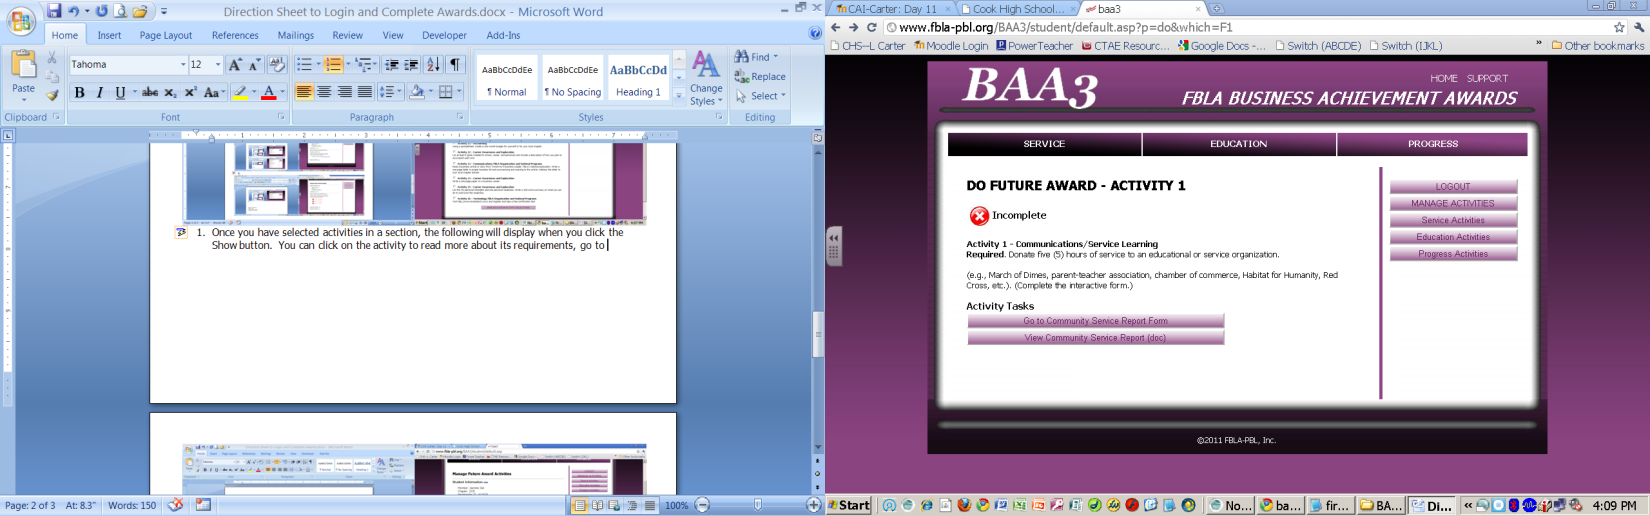 Direction Sheet to Login and Complete Awards.docx - Microsoft Word
Home Insert Page Layout References Mailings Review View Developer Add-Ins
Paste
Clipboard
Tahoma 12
Font
Paragraph
AaBbCcDdEe AaBbCcDdEe AaBbCcDd
¶ Normal ¶ No Spacing Heading 1
Change
Styles
Styles
Find
Replace
Select
Editing
1. Once you have selected activities in a section, the following will display when you click the
Show button. You can click on the activity to read more about its requirements, go to
Manage Future Award Activities
Page: 2 of 3 At: 8.3" Words: 150 100%
CAI-Carter: Day 11 Cook High School... baa3
www.fbla-pbl.org/BAA3/student/default.asp?p=do&which=F1
CHS--L Carter Moodle Login PowerTeacher CTAE Resourc... Google Docs -... Switch (ABCDE) Switch (IJKL) » Other bookmarks
BAA3
HOME SUPPORT
FBLA BUSINESS ACHIEVEMENT AWARDS
SERVICE EDUCATION PROGRESS
DO FUTURE AWARD - ACTIVITY 1
Incomplete
Activity 1 - Communications/Service Learning
Required. Donate five (5) hours of service to an educational or service organization.
(e.g., March of Dimes, parent-teacher association, chamber of commerce, Habitat for Humanity, Red
Cross, etc.). (Complete the interactive form.)
Activity Tasks
Go to Community Service Report Form
View Community Service Report (doc)
LOGOUT
MANAGE ACTIVITIES
Service Activities
Education Activities
Progress Activities
©2011 FBLA-PBL, Inc.
Start No... ba... fir... BA... Di... « 4:09 PM